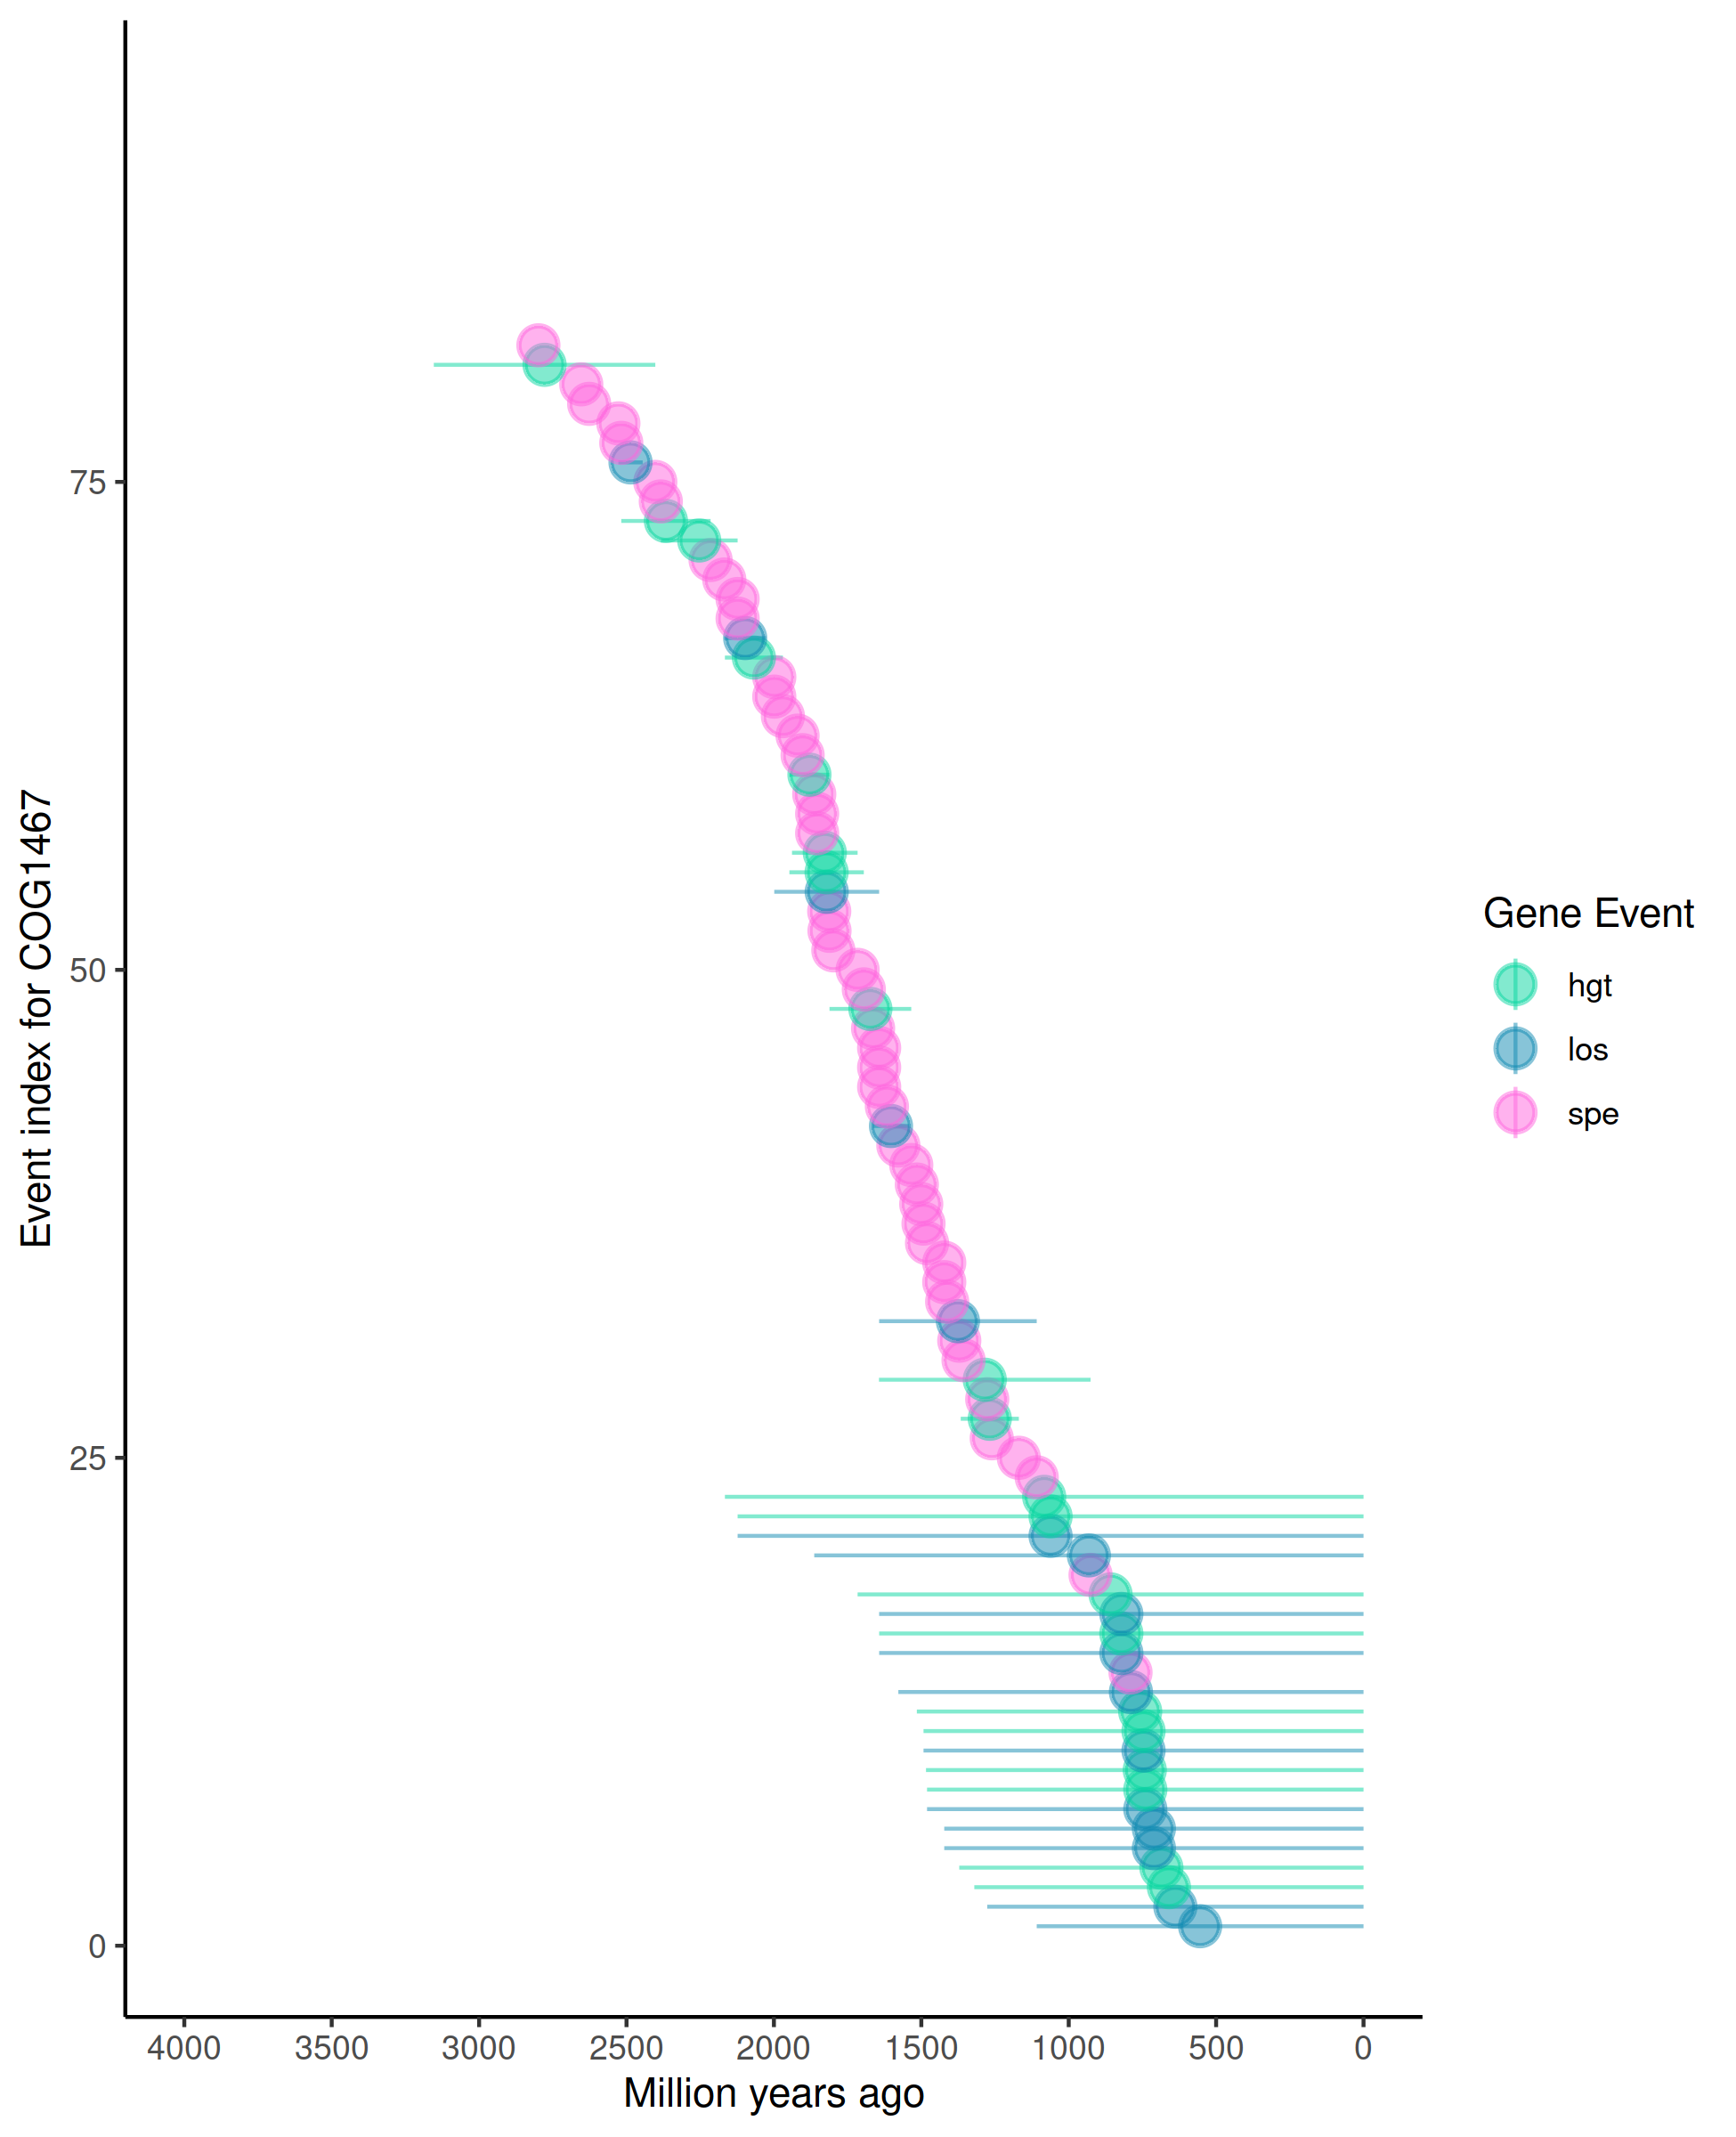 75
50
25
0
Event index for COG1467
4000 3500 3000 2500 2000 1500 1000 500 0
Million years ago
Gene Event
hgt
los
spe